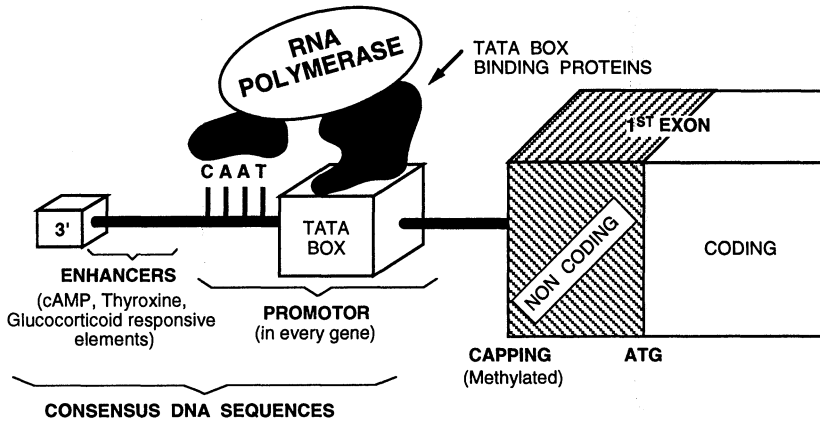 RNA
POLYMERASE
TATA BOX
BINDING PROTEINS
1ST EXON
C A A T
3'
TATA
BOX
NON CODING
CODING
ENHANCERS
(cAMP, Thyroxine,
Glucocorticoid responsive
elements)
PROMOTOR
(in every gene)
CAPPING
(Methylated)
ATG
CONSENSUS DNA SEQUENCES